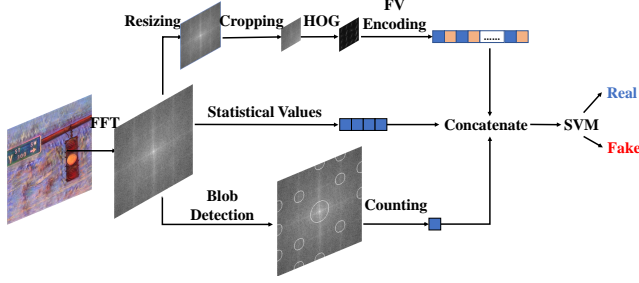 Resizing Cropping HOG FV
Encoding
......
FFT
Statistical Values
Concatenate
SVM
Real
Fake
Blob
Detection
Counting